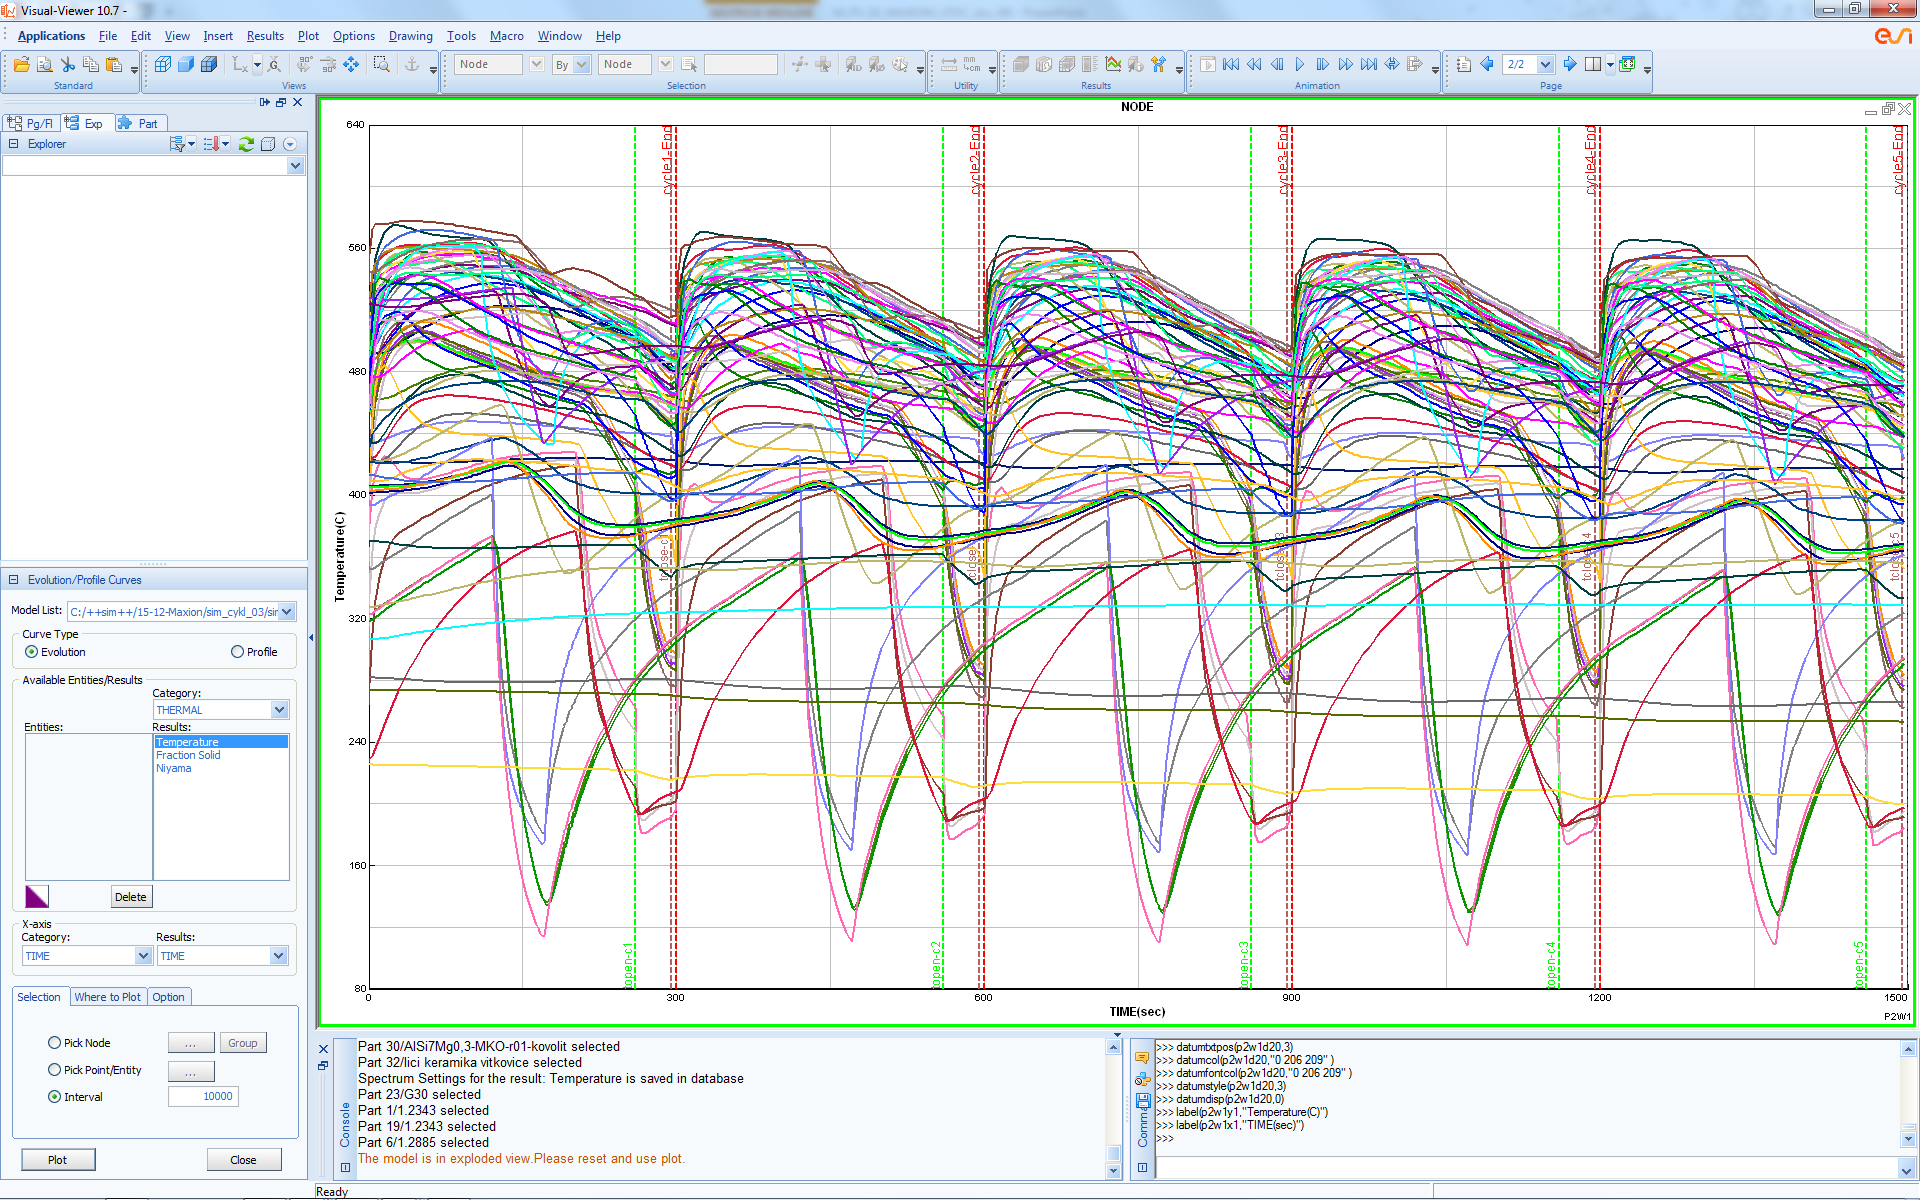 Visual-Viewer 10.7 -
Applications File Edit View Insert Results Plot Options Drawing Tools Macro Window Help
esi
Node By Node
2/2
Standard Views Selection Utility Results Animation Page
Pg/Fl Exp Part
Explorer
Evolution/Profile Curves
Model List: C:/++sim++/15-12-Maxion/sim_cykl_03/sir
Curve Type
Evolution Profile
Available Entities/Results
Category:
THERMAL
Entities: Results:
Temperature
Fraction Solid
Niyama
Delete
X-axis
Category: Results:
TIME TIME
Selection Where to Plot Option
Pick Node ... Group
Pick Point/Entity ...
Interval 10000
Plot Close
NODE
640
560
480
400
320
240
160
80
Temperature(C)
0 300 600 900 1200 1500
TIME(sec)
P2W1
cycle1-End
cycle2-End
cycle3-End
cycle4-End
cycle5-End
open-c1
open-c2
open-c3
open-c4
open-c5
Console
Part 30/AlSi7Mg0,3-MKO-r01-kovolit selected
Part 32/lici keramika vitkovice selected
Spectrum Settings for the result: Temperature is saved in database
Part 23/G30 selected
Part 1/1.2343 selected
Part 19/1.2343 selected
Part 6/1.2885 selected
The model is in exploded view.Please reset and use plot.
Comma
>>> datumtxtpos(p2w1d20,3)
>>> datumcol(p2w1d20,"0 206 209" )
>>> datumfontcol(p2w1d20,"0 206 209" )
>>> datumstyle(p2w1d20,3)
>>> datumdisp(p2w1d20,0)
>>> label(p2w1y1,"Temperature(C)")
>>> label(p2w1x1,"TIME(sec)")
>>>
Ready